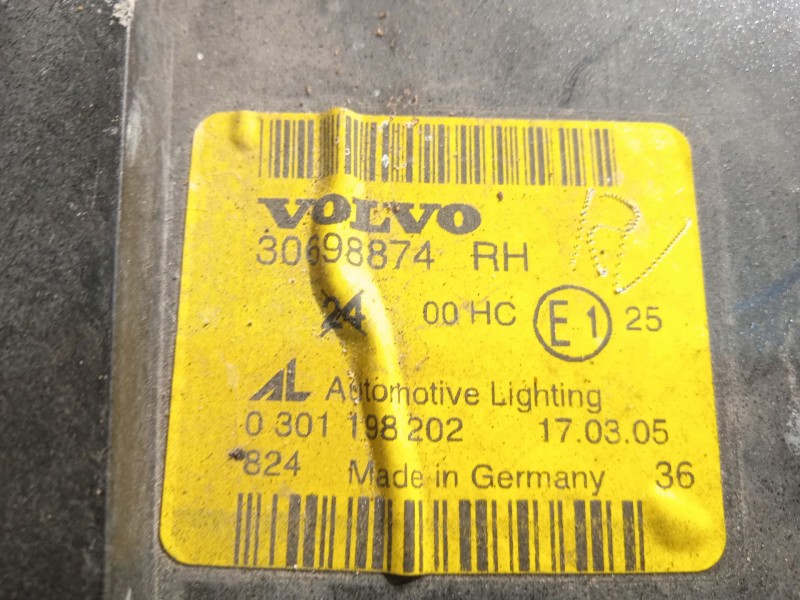 VOLVO
30698874 RH
24 00 HC E1 25
AL Automotive Lighting
0 301 198 202 17.03.05
824 Made in Germany 36
RV